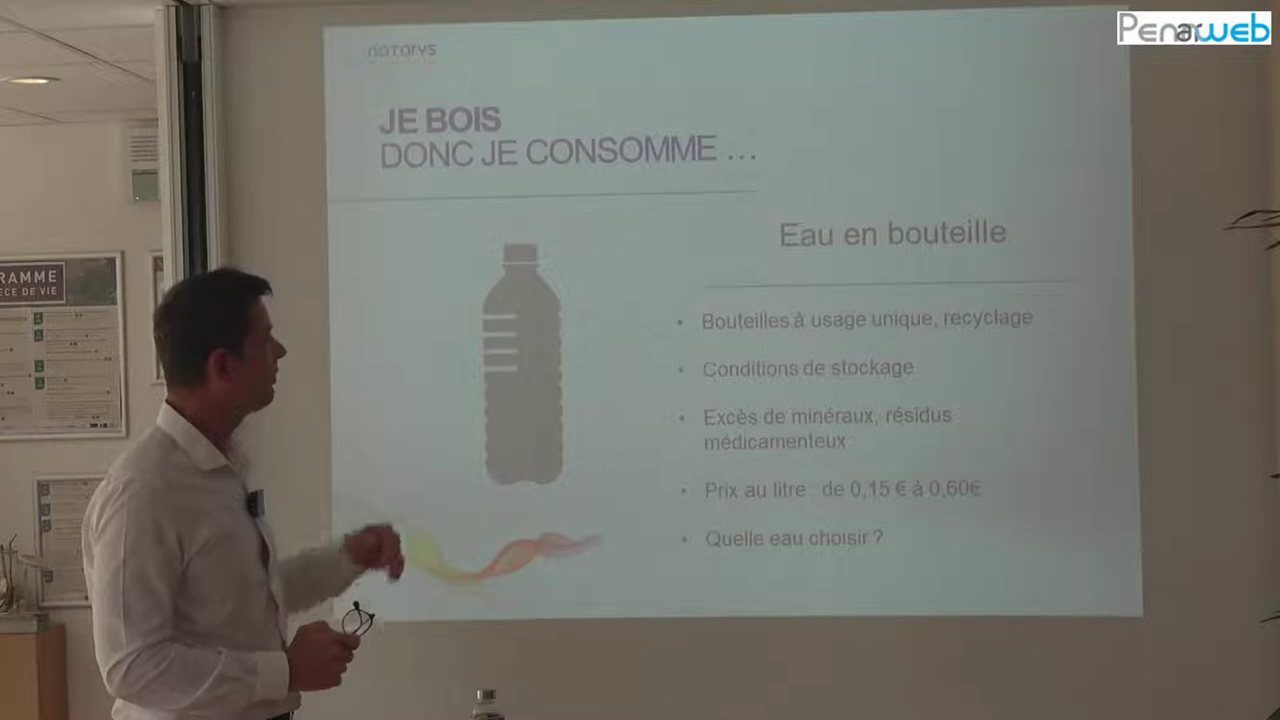 Penarweb
natarys
JE BOIS
DONC JE CONSOMME ...
Eau en bouteille
• Bouteilles à usage unique, recyclage
• Conditions de stockage
• Excès de minéraux, résidus
médicamenteux
• Prix au litre de 0,15 € à 0,60€
• Quelle eau choisir ?
RAMME
ECE DE VIE